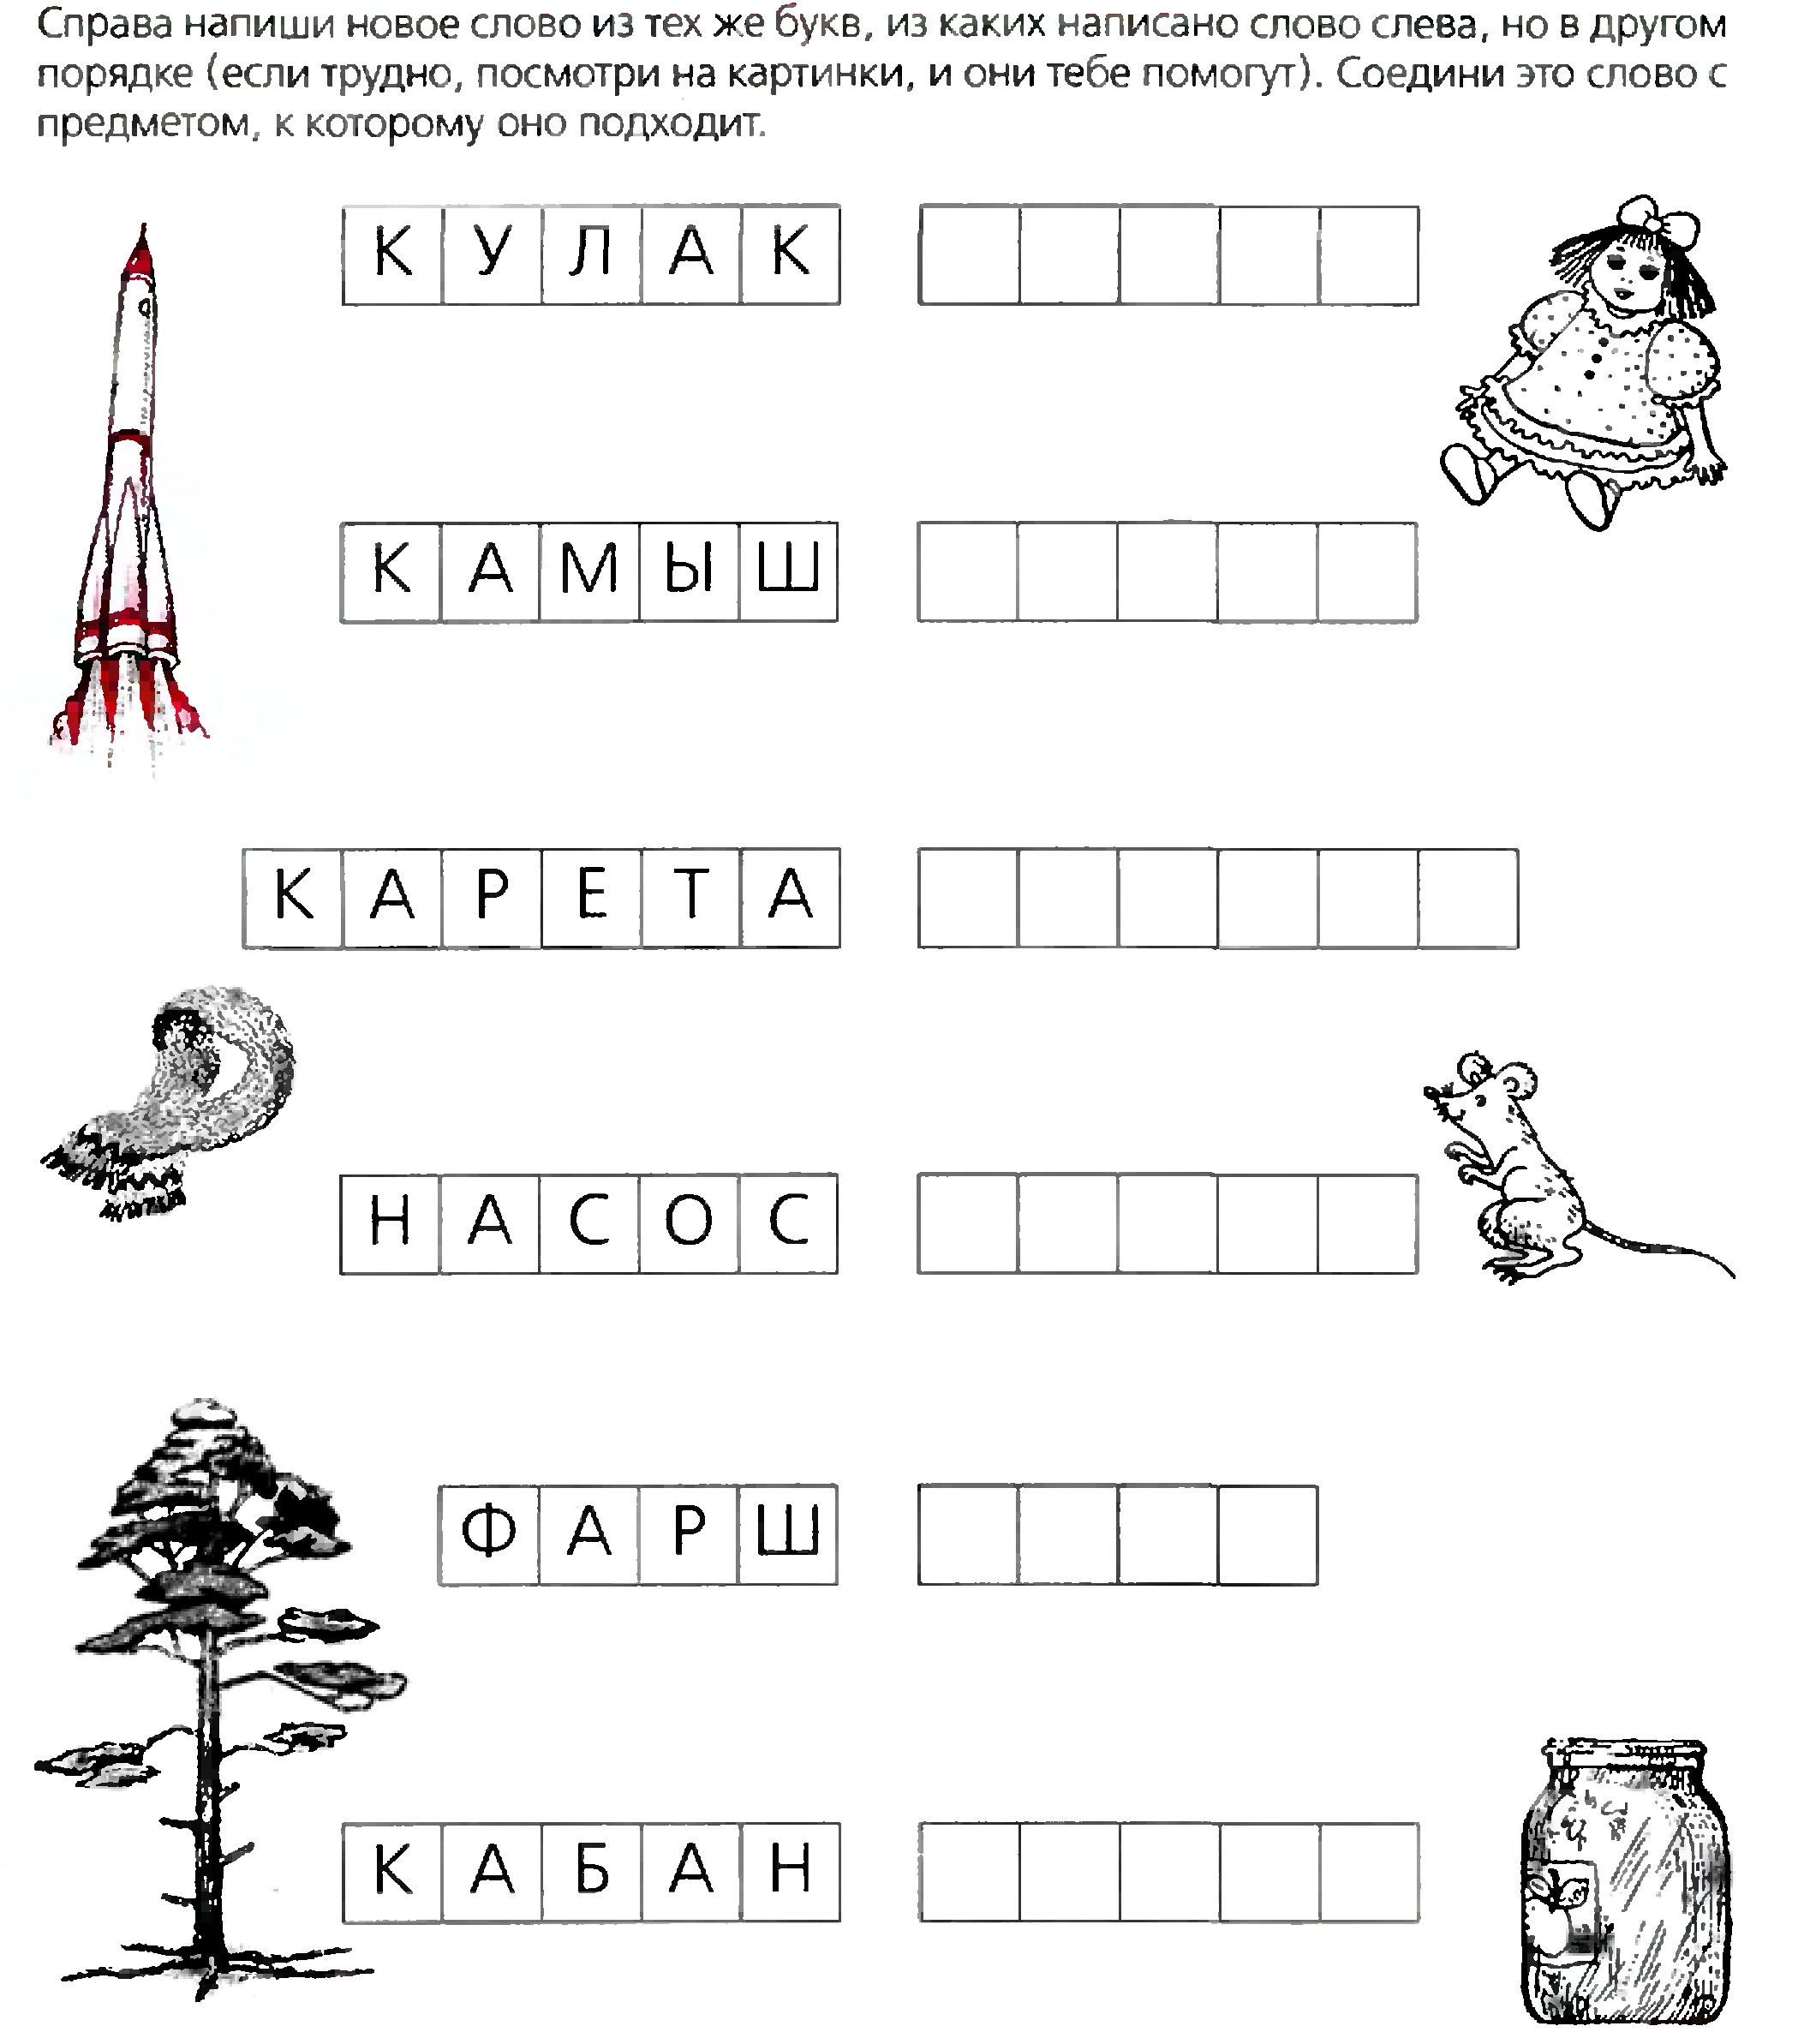 Справа напиши новое слово из тех же букв, из каких написано слово слева, но в другом
порядке (если трудно, посмотри на картинки, и они тебе помогут). Соедини это слово с
предметом, к которому оно подходит.
КУЛАК
КАМЫШ
КАРЕТА
НАСОС
ФАРШ
КАБАН